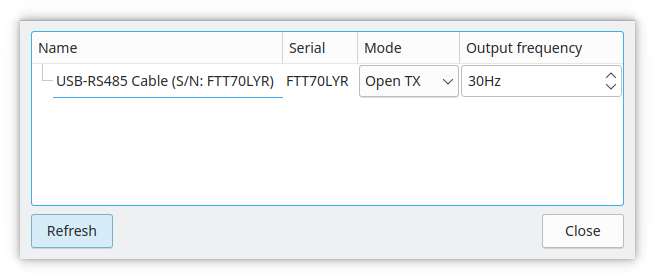 Name Serial Mode Output frequency
USB-RS485 Cable (S/N: FTT70LYR) FTT70LYR Open TX 30Hz
Refresh Close